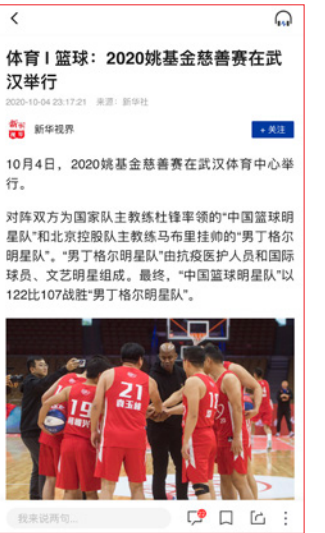 体育 | 篮球：2020姚基金慈善赛在武
汉举行
2020-10-04 23:17:21 来源：新华社
新华视界
+ 关注
10月4日，2020姚基金慈善赛在武汉体育中心举
行。
对阵双方为国家队主教练杜锋率领的“中国篮球明
星队”和北京控股队主教练马布里挂帅的“男丁格尔
明星队”。“男丁格尔明星队”由抗疫医护人员和国际
球员、文艺明星组成。最终，“中国篮球明星队”以
122比107战胜“男丁格尔明星队”。
21
19
15
我来说两句...